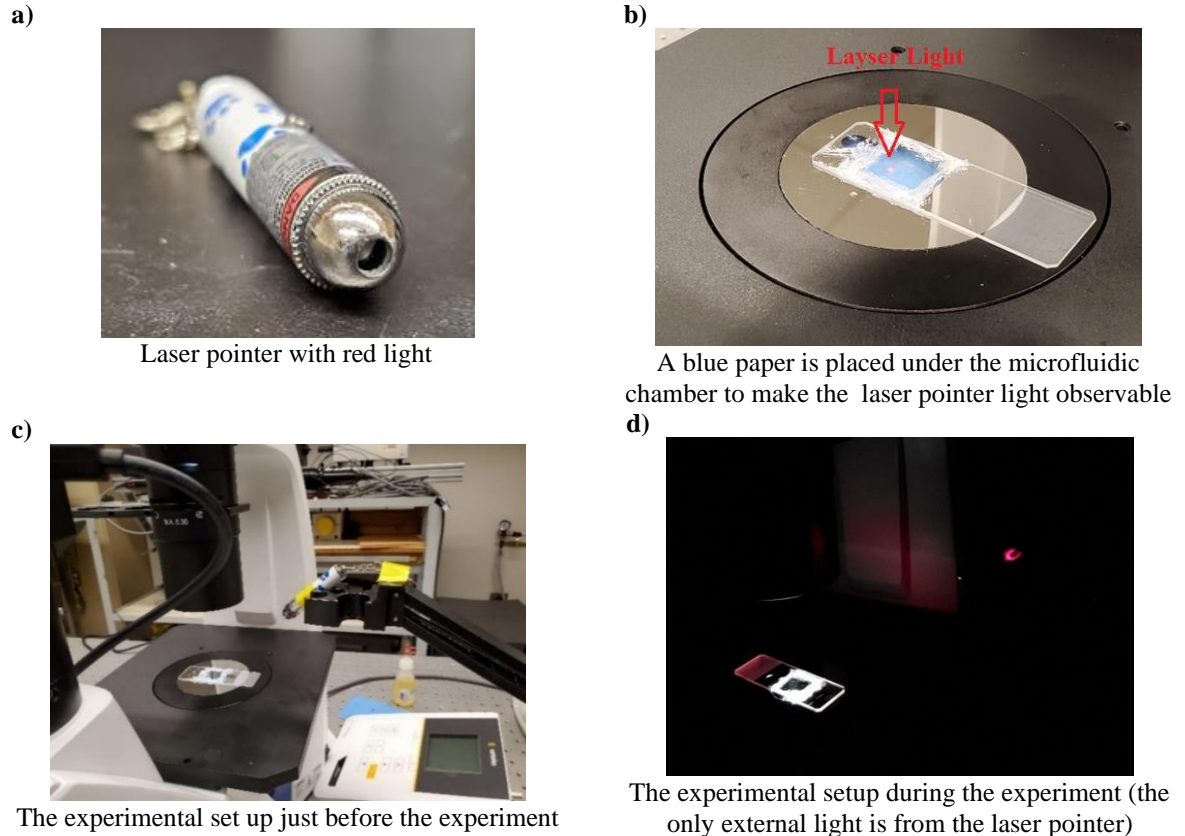 a)
Laser pointer with red light
b)
Layser Light
A blue paper is placed under the microfluidic
chamber to make the laser pointer light observable
c)
The experimental set up just before the experiment
d)
The experimental setup during the experiment (the
only external light is from the laser pointer)